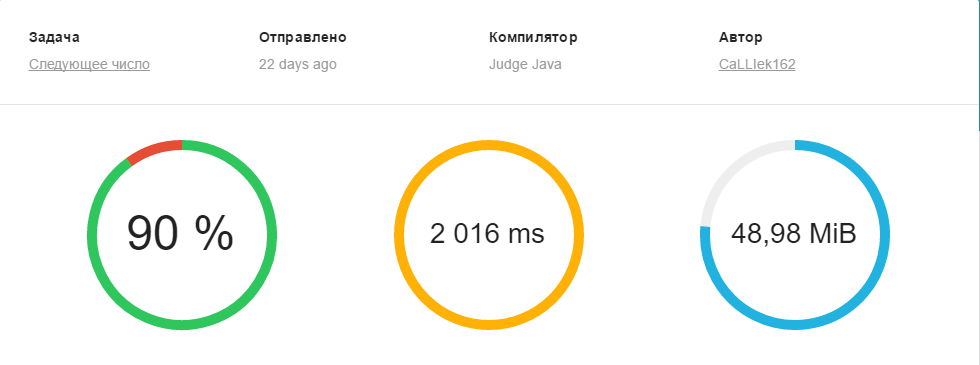 Задача Отправлено Компилятор Автор
Следующее число 22 days ago Judge Java CaLLIek162
90 % 2 016 ms 48,98 MiB